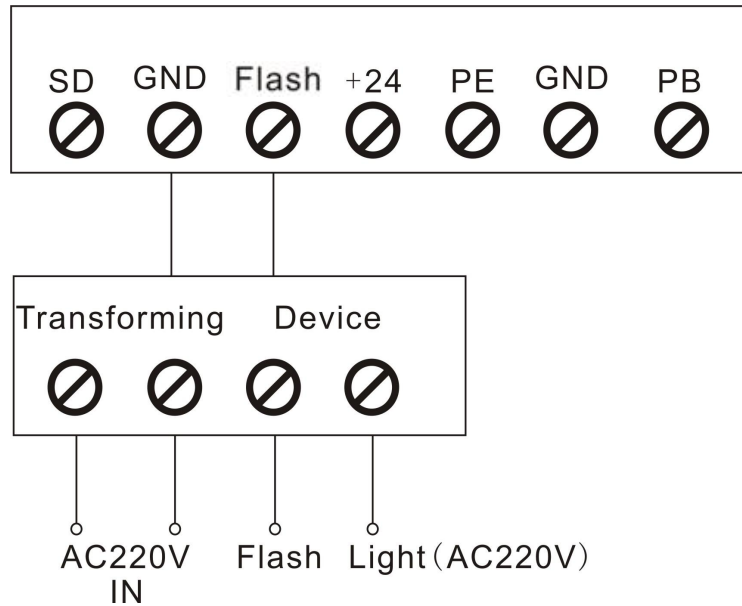 SD GND Flash +24 PE GND PB
Transforming Device
AC220V Flash Light(AC220V)
IN